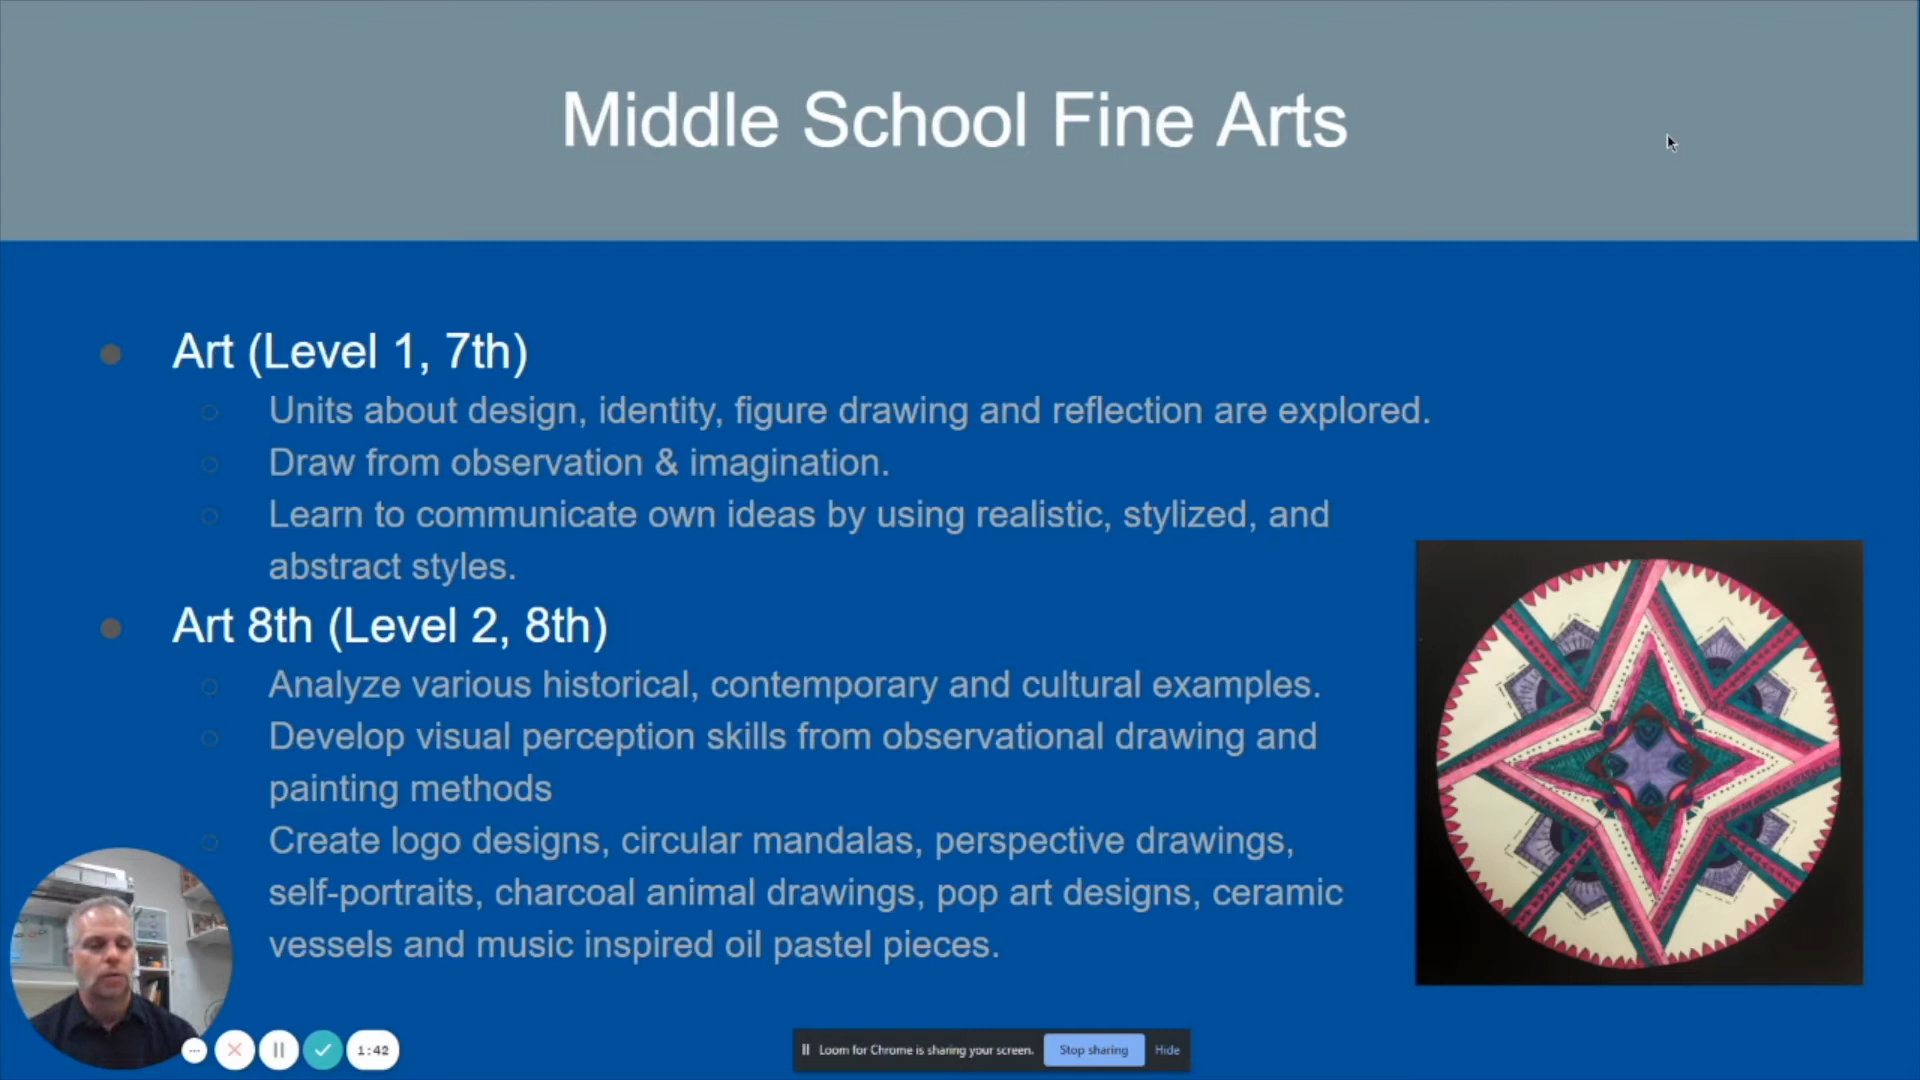 Middle School Fine Arts
Art (Level 1, 7th)
Units about design, identity, figure drawing and reflection are explored.
Draw from observation & imagination.
Learn to communicate own ideas by using realistic, stylized, and
abstract styles.
Art 8th (Level 2, 8th)
Analyze various historical, contemporary and cultural examples.
Develop visual perception skills from observational drawing and
painting methods
Create logo designs, circular mandalas, perspective drawings,
self-portraits, charcoal animal drawings, pop art designs, ceramic
vessels and music inspired oil pastel pieces.
1:42
Loom for Chrome is sharing your screen.
Stop sharing
Hide